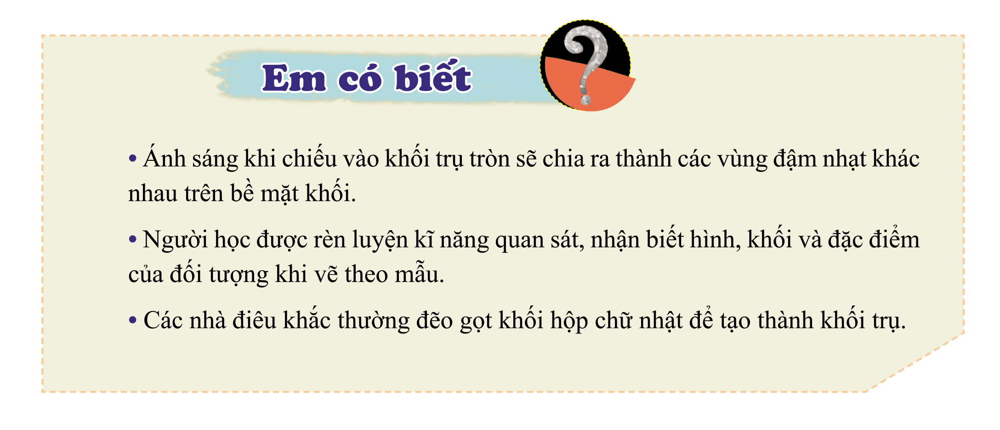 Em có biết
?
• Ánh sáng khi chiếu vào khối trụ tròn sẽ chia ra thành các vùng đậm nhạt khác
nhau trên bề mặt khối.
• Người học được rèn luyện kĩ năng quan sát, nhận biết hình, khối và đặc điểm
của đối tượng khi vẽ theo mẫu.
• Các nhà điêu khắc thường đẽo gọt khối hộp chữ nhật để tạo thành khối trụ.